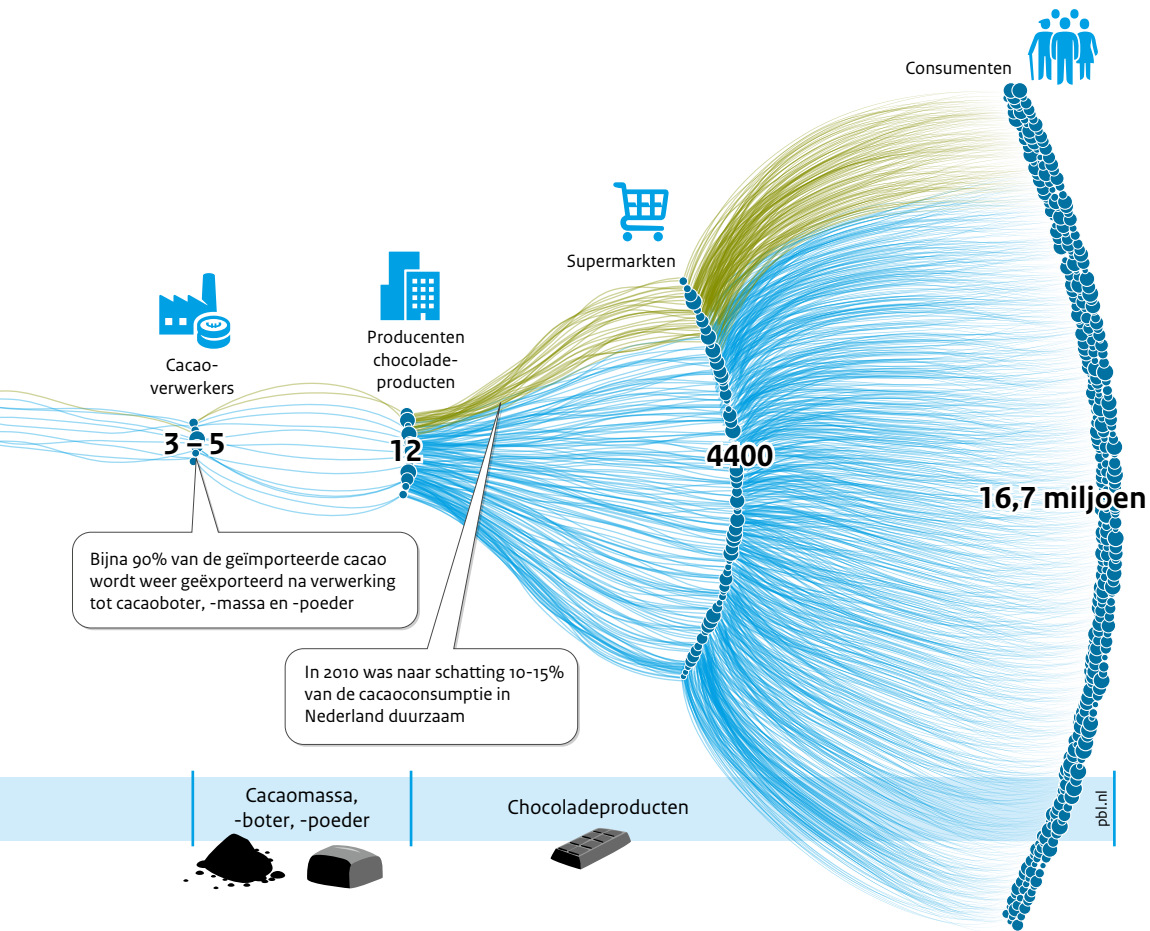 Consumenten
Supermarkten
Producenten
chocolade-
producten
Cacao-
verwerkers
3 – 5
12
4400
16,7 miljoen
Bijna 90% van de geïmporteerde cacao
wordt weer geëxporteerd na verwerking
tot cacaoboter, -massa en -poeder
In 2010 was naar schatting 10-15%
van de cacaoconsumptie in
Nederland duurzaam
Cacaomassa,
-boter, -poeder
Chocoladeproducten
pbl.nl